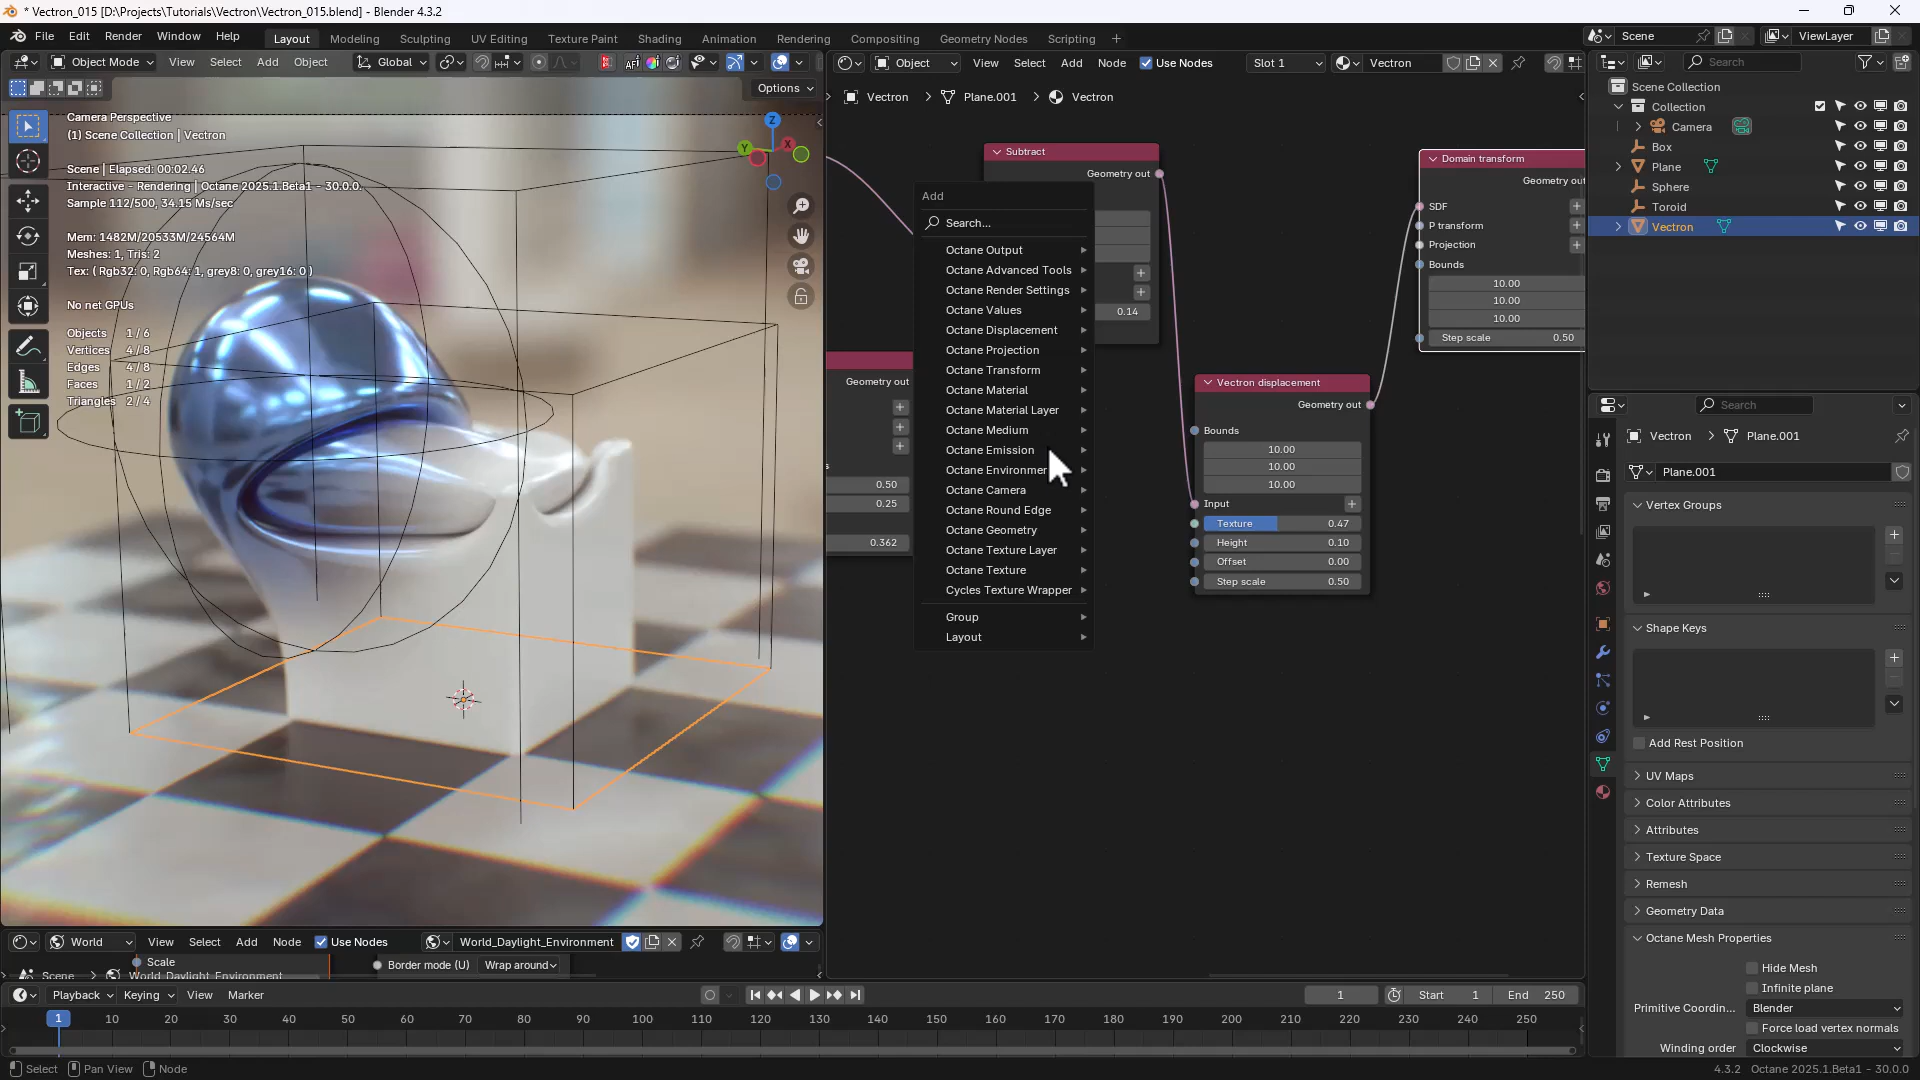 * Vectron_015 [D:\Projects\Tutorials\Vectron\Vectron_015.blend] - Blender 4.3.2
File Edit Render Window Help
Layout Modeling Sculpting UV Editing Texture Paint Shading Animation Rendering Compositing Geometry Nodes Scripting +
Scene
ViewLayer
Object Mode View Select Add Object Global
Options
Camera Perspective
(1) Scene Collection | Vectron
Scene | Elapsed: 00:02.46
Interactive - Rendering | Octane 2025.1.Beta1 - 30.0.0.
Sample 112/500, 34.15 Ms/sec
Mem: 1482M/20533M/24564M
Meshes: 1, Tris: 2
Tex: ( Rgb32: 0, Rgb64: 1, grey8: 0, grey16: 0 )
No net GPUs
Objects 1/6
Vertices 4/8
Edges 4/8
Faces 1/2
Triangles 2/4
Z
Y
X
Object View Select Add Node Use Nodes Slot 1 Vectron
Vectron > Plane.001 > Vectron
Subtract
Geometry out
0.14
Geometry out
0.50
0.25
0.362
Add
Search...
Octane Output
Octane Advanced Tools
Octane Render Settings
Octane Values
Octane Displacement
Octane Projection
Octane Transform
Octane Material
Octane Material Layer
Octane Medium
Octane Emission
Octane Environmer
Octane Camera
Octane Round Edge
Octane Geometry
Octane Texture Layer
Octane Texture
Cycles Texture Wrapper
Group
Layout
Vectron displacement
Geometry out
Bounds
10.00
10.00
10.00
Input
Texture 0.47
Height 0.10
Offset 0.00
Step scale 0.50
Domain transform
Geometry out
SDF
P transform
Projection
Bounds
10.00
10.00
10.00
Step scale 0.50
Search
Scene Collection
Collection
Camera
Box
Plane
Sphere
Toroid
Vectron
Search
Vectron > Plane.001
Plane.001
Vertex Groups
Shape Keys
Add Rest Position
UV Maps
Color Attributes
Attributes
Texture Space
Remesh
Geometry Data
Octane Mesh Properties
Hide Mesh
Infinite plane
Primitive Coordin... Blender
Force load vertex normals
Winding order Clockwise
World View Select Add Node Use Nodes World_Daylight_Environment
Scale
Border mode (U) Wrap around
Scene > World_Daylight_Environment
Playback Keying View Marker
1 Start 1 End 250
1 10 20 30 40 50 60 70 80 90 100 110 120 130 140 150 160 170 180 190 200 210 220 230 240 250
Select Pan View Node
4.3.2 Octane 2025.1.Beta1 - 30.0.0